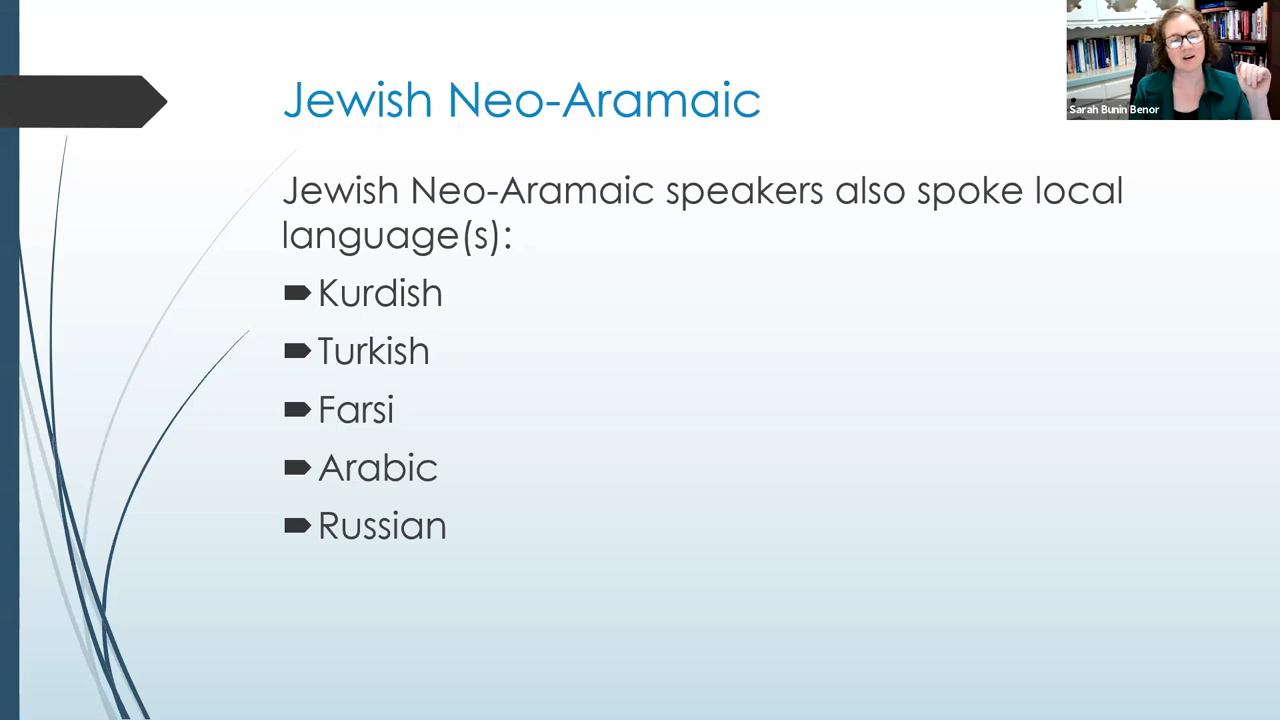 Jewish Neo-Aramaic
Sarah Bunin Benor
Jewish Neo-Aramaic speakers also spoke local
language(s):
Kurdish
Turkish
Farsi
Arabic
Russian